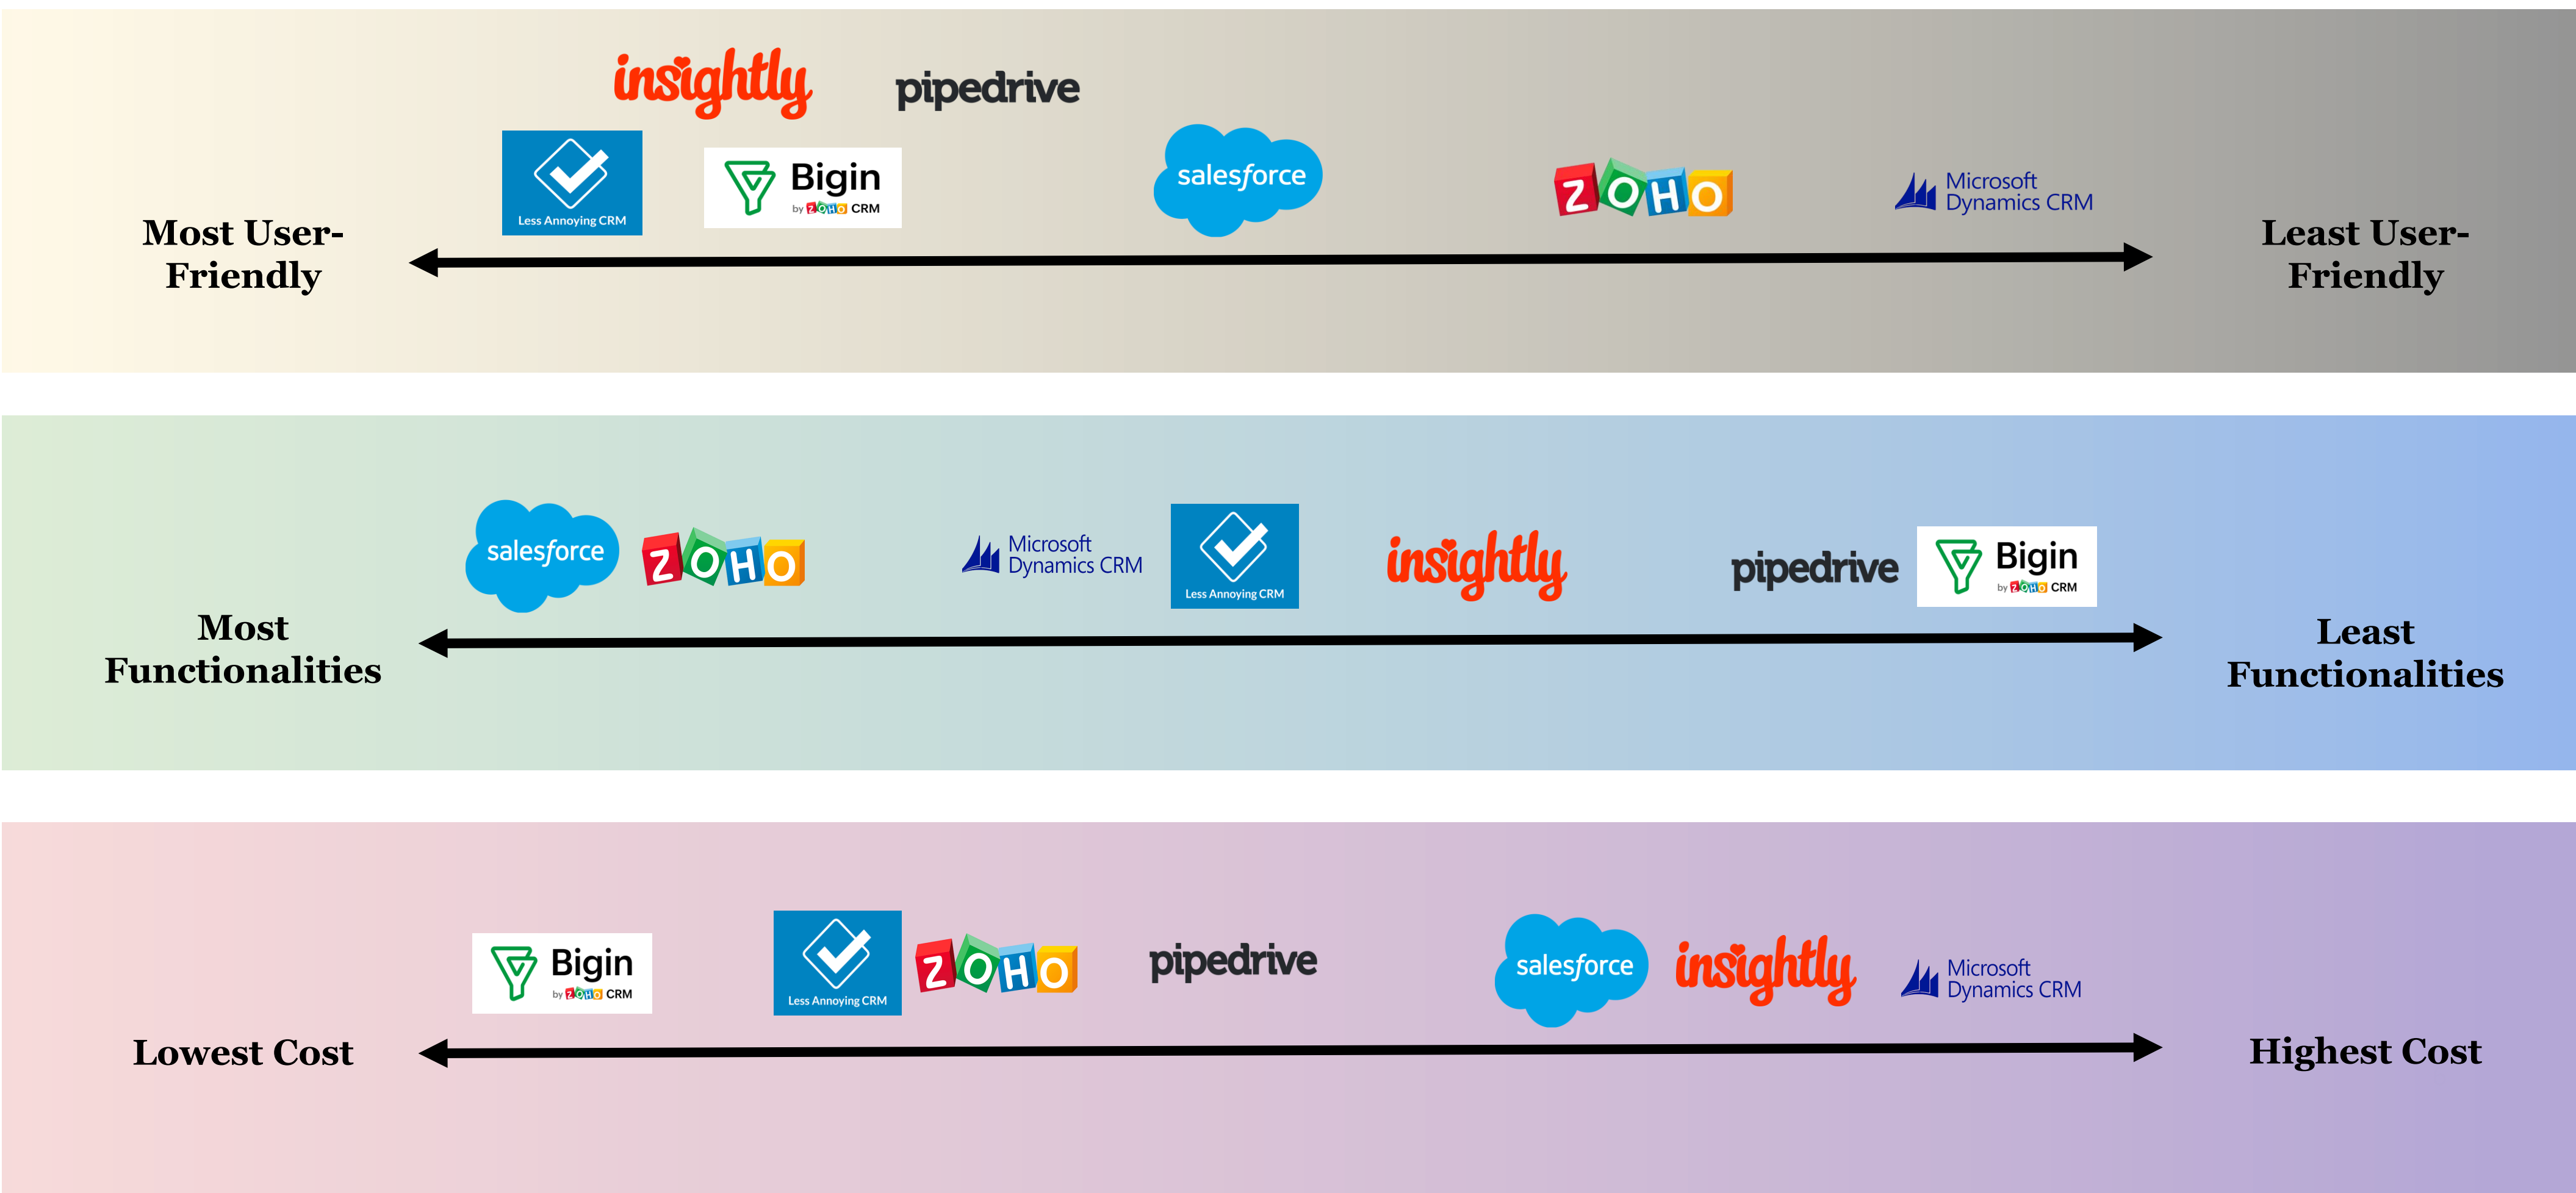 insightly
pipedrive
Less Annoying CRM
Bigin
by ZOHO CRM
salesforce
ZOHO
Microsoft
Dynamics CRM
Most User-
Friendly
Least User-
Friendly
salesforce
ZOHO
Microsoft
Dynamics CRM
Less Annoying CRM
insightly
pipedrive
Bigin
by ZOHO CRM
Most
Functionalities
Least
Functionalities
Bigin
by ZOHO CRM
Less Annoying CRM
ZOHO
pipedrive
salesforce
insightly
Microsoft
Dynamics CRM
Lowest Cost
Highest Cost